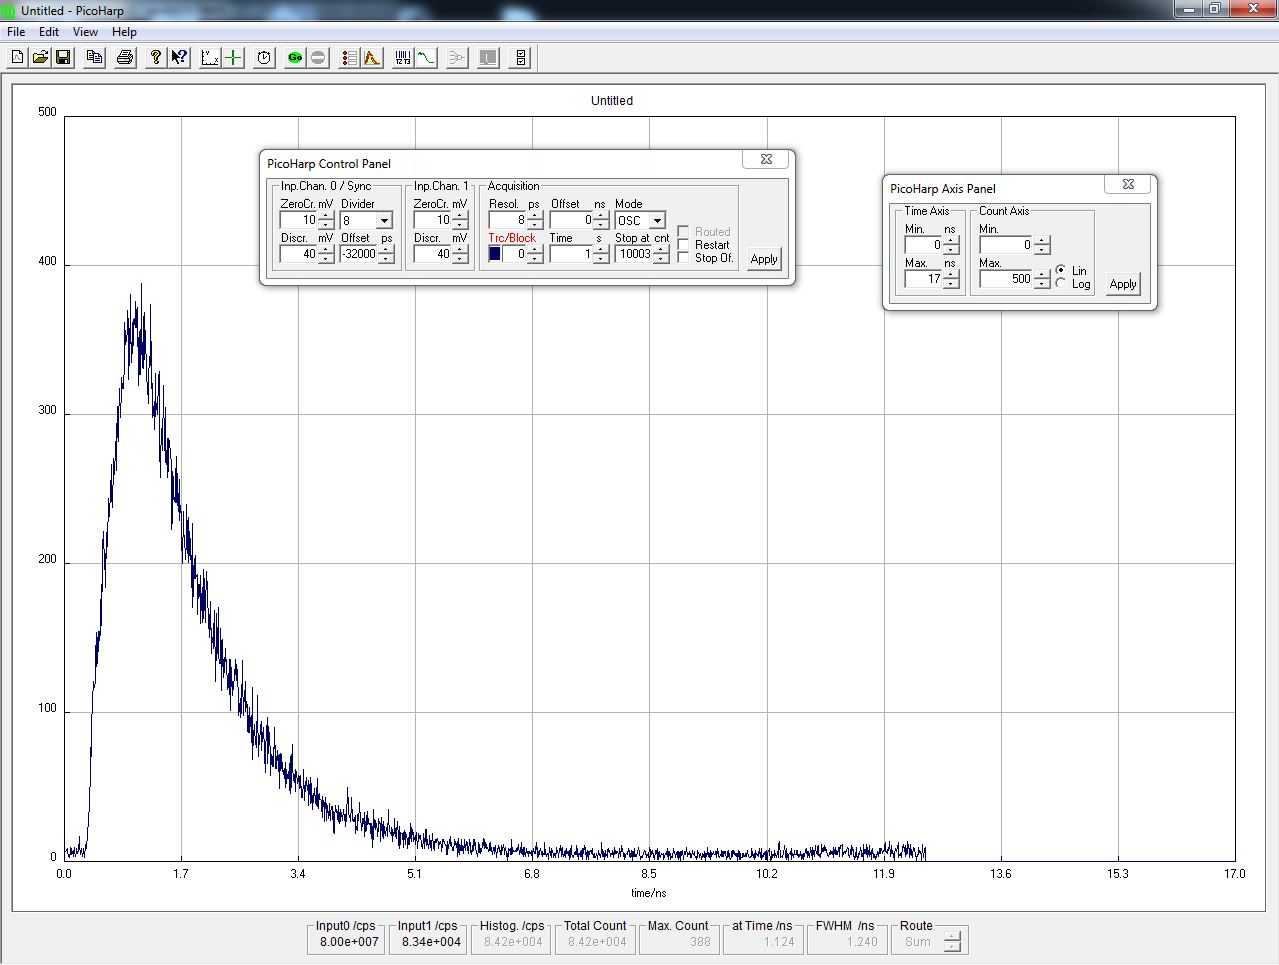 Untitled - PicoHarp
File Edit View Help
Untitled
500
400
300
200
100
0
0.0 1.7 3.4 5.1 6.8 8.5 10.2 11.9 13.6 15.3 17.0
time/ns
PicoHarp Control Panel
Inp.Chan. 0 / Sync Inp.Chan. 1 Acquisition
ZeroCr. mV Divider ZeroCr. mV Resol. ps Offset ns Mode
10 8 10 8 0 OSC
Discr. mV Offset ps Discr. mV Trc/Block Time s Stop at cnt
40 -32000 40 0 1 10003
Routed
Restart
Stop Of.
Apply
PicoHarp Axis Panel
Time Axis Count Axis
Min. ns Min.
0 0
Max. ns Max.
17 500
Lin
Log
Apply
Input0 /cps Input1 /cps Histog. /cps Total Count Max. Count at Time /ns FWHM /ns Route
8.00e+007 8.34e+004 8.42e+004 8.42e+004 388 1.124 1.240 Sum